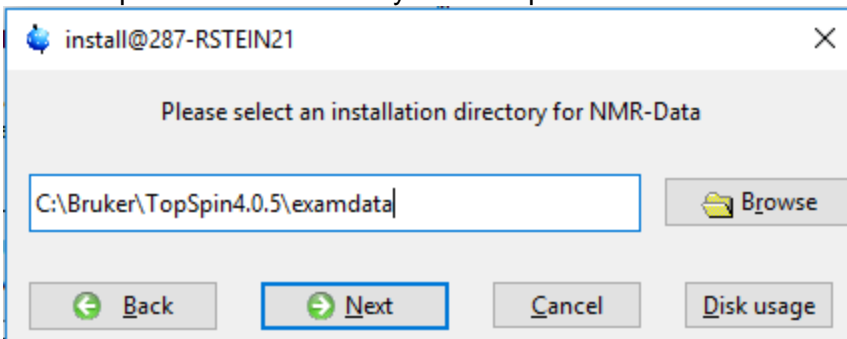 install@287-RSTEIN21
Please select an installation directory for NMR-Data
C:\Bruker\TopSpin4.0.5\examdata
Browse
Back
Next
Cancel
Disk usage